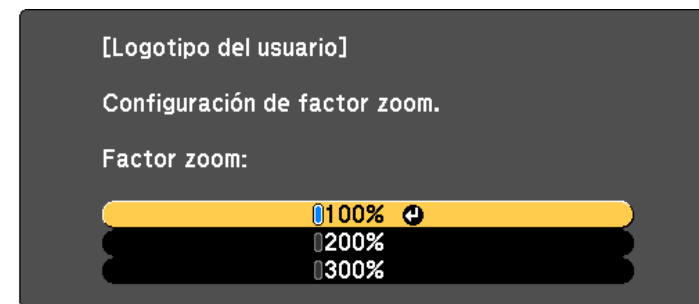 [Logotipo del usuario]
Configuración de factor zoom.
Factor zoom:
100%
200%
300%